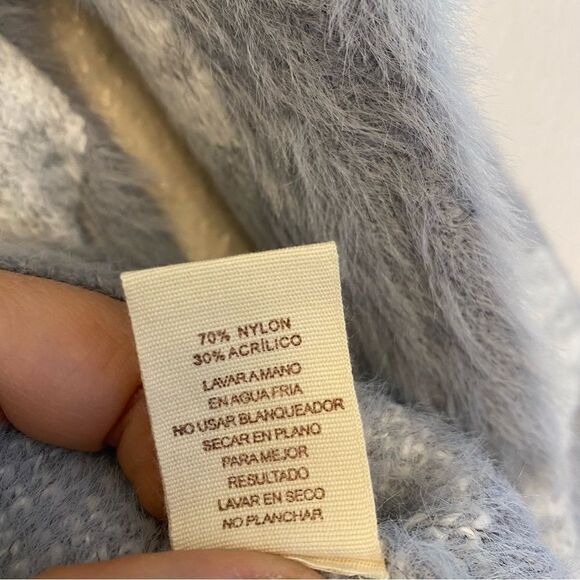 70% NYLON
30% ACRÍLICO
LAVAR A MANO
EN AGUA FRIA
NO USAR BLANQUEADOR
SECAR EN PLANO
PARA MEJOR
RESULTADO
LAVAR EN SECO
NO PLANCHAR